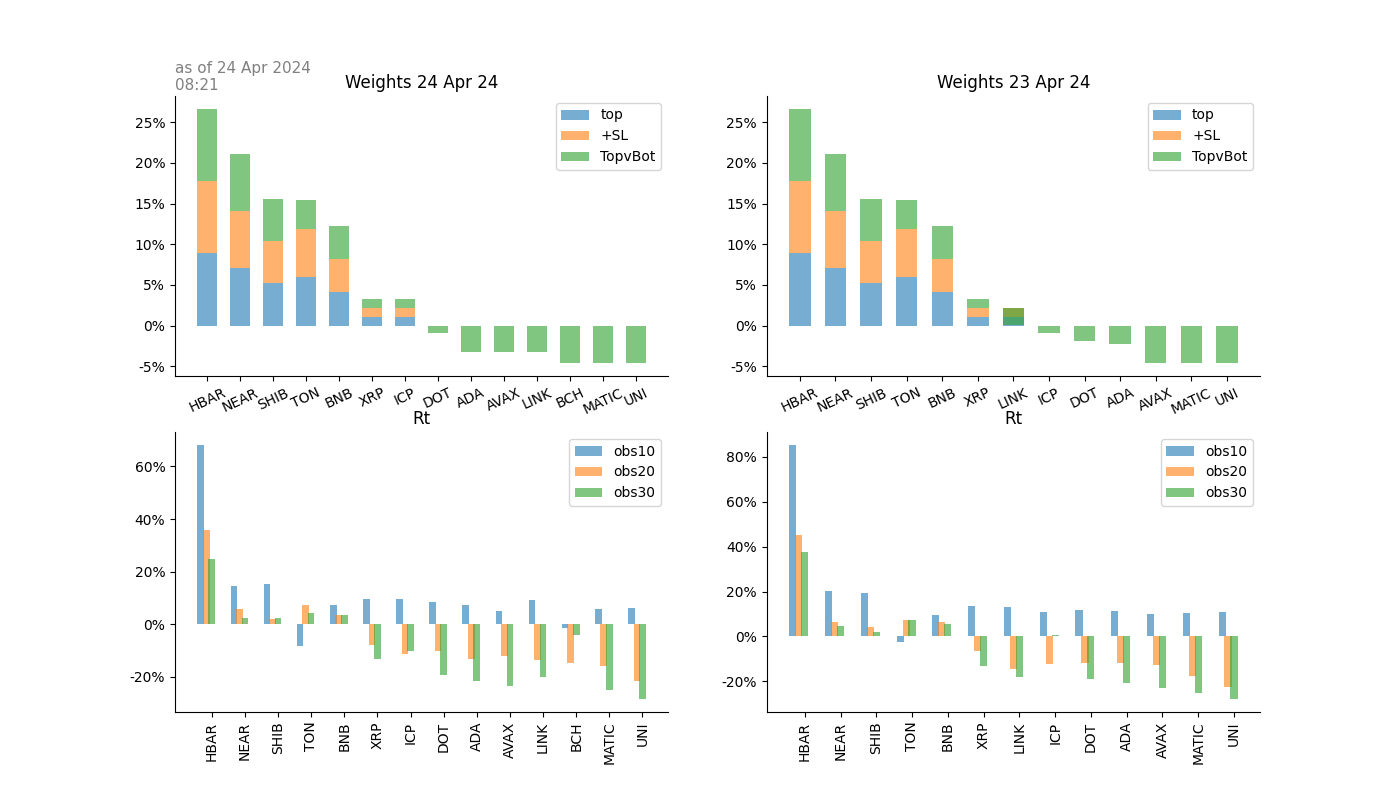 as of 24 Apr 2024
08:21
Weights 24 Apr 24
25%
20%
15%
10%
5%
0%
-5%
top
+SL
TopvBot
HBAR NEAR SHIB TON BNB XRP ICP DOT ADA AVAX LINK BCH MATIC UNI
Weights 23 Apr 24
25%
20%
15%
10%
5%
0%
-5%
top
+SL
TopvBot
HBAR NEAR SHIB TON BNB XRP LINK ICP DOT ADA AVAX MATIC UNI
Rt
60%
40%
20%
0%
-20%
obs10
obs20
obs30
HBAR NEAR SHIB TON BNB XRP ICP DOT ADA AVAX LINK BCH MATIC UNI
Rt
80%
60%
40%
20%
0%
-20%
obs10
obs20
obs30
HBAR NEAR SHIB TON BNB XRP LINK ICP DOT ADA AVAX MATIC UNI